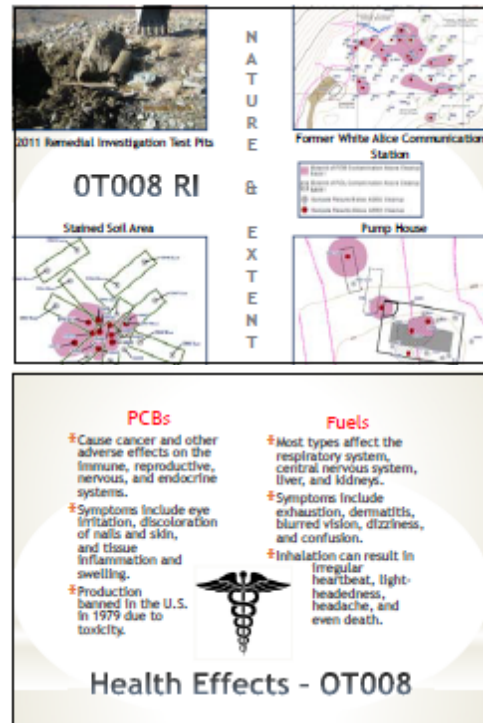 NATURE & EXTENT
2011 Remedial Investigation Test Pits
Former White Alice Communication
Station
OT008 RI
Stained Soil Area
Pump House
PCBs
Cause cancer and other
adverse effects on the
immune, reproductive,
nervous, and endocrine
systems.
Symptoms include eye
irritation, discoloration
of nails and skin,
and tissue
inflammation and
swelling.
Production
banned in the U.S.
in 1979 due to
toxicity.
Fuels
Most types affect the
respiratory system,
central nervous system,
liver, and kidneys.
Symptoms include
exhaustion, dermatitis,
blurred vision, dizziness,
and confusion.
Inhalation can result in
irregular
heartbeat, light-
headedness,
headache, and
even death.
Health Effects - OT008